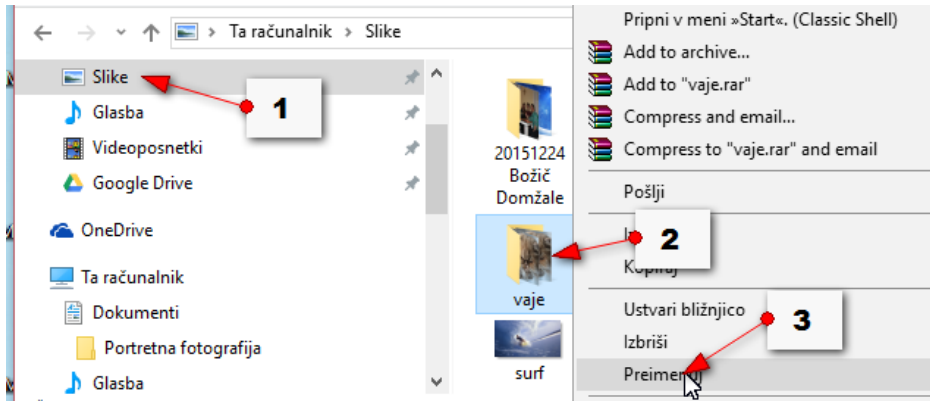 Ta računalnik
Slike
Slike
Glasba
Videoposnetki
Google Drive
OneDrive
Ta računalnik
Dokumenti
Portretna fotografija
Glasba
1
20151224
Božič
Domžale
vaje
surf
2
Pripni v meni »Start«. (Classic Shell)
Add to archive...
Add to "vaje.rar"
Compress and email...
Compress to "vaje.rar" and email
Pošlji
Kopiraj
Ustvari bližnjico
3
Izbriši
Preimenuj